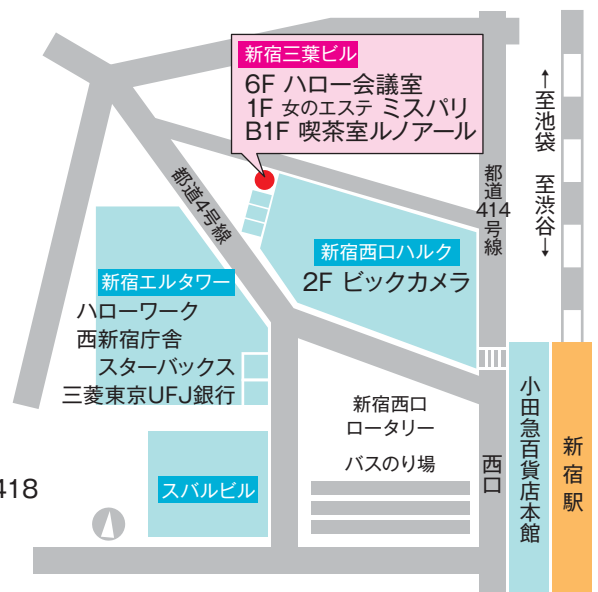 新宿三葉ビル
6F ハロー会議室
1F 女のエステ ミスパリ
B1F 喫茶室ルノアール
←至池袋 至渋谷→
都道414号線
都道4号線
新宿西口ハルク
2F ビックカメラ
新宿エルタワー
ハローワーク
西新宿庁舎
スターバックス
三菱東京UFJ銀行
新宿西口
ロータリー
バスのり場
西口
小田急百貨店本館
新宿駅
スバルビル
418